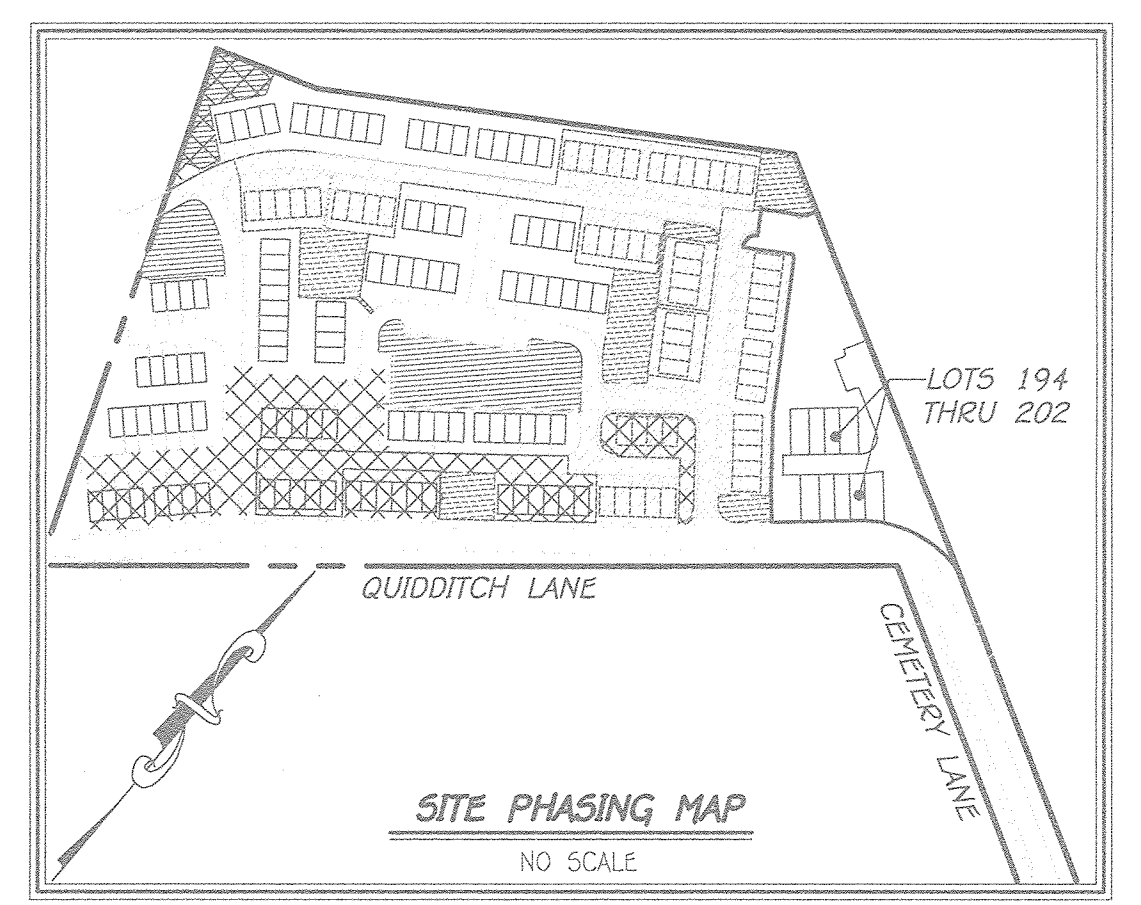 LOTS 194
THRU 202
QUIDDITCH LANE
CEMETERY LANE
SITE PHASING MAP
NO SCALE